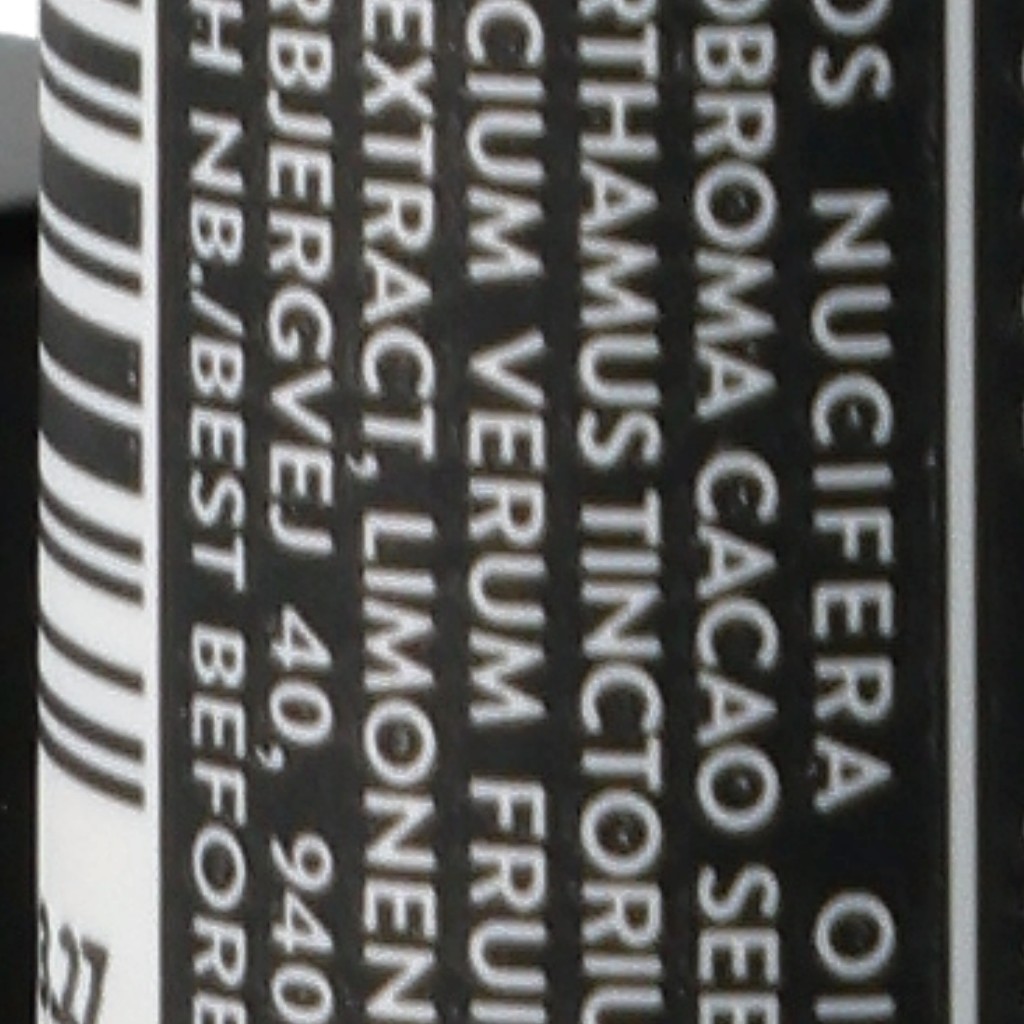 OS NUCIFERA OI
OBROMA CACAO SEE
RTHAMUS TINCTORIU
CIUM VERUM FRUI
EXTRACT, LIMONEN
RBJERGVEJ 40, 940
H NB./BEST BEFORE